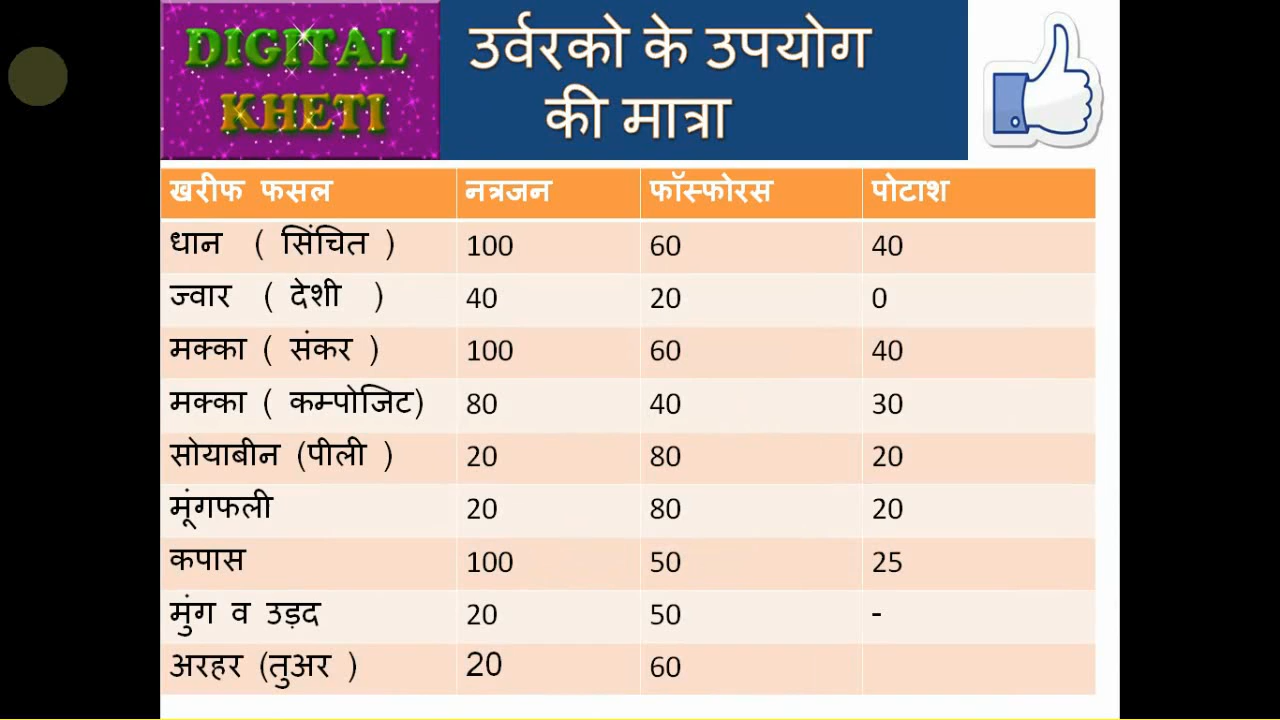 DIGITAL
KHETI
उर्वरको के उपयोग
की मात्रा
खरीफ फसल नत्रजन फॉस्फोरस पोटाश
धान ( सिंचित ) 100 60 40
ज्वार ( देशी ) 40 20 0
मक्का ( संकर ) 100 60 40
मक्का ( कम्पोजिट) 80 40 30
सोयाबीन (पीली ) 20 80 20
मूंगफली 20 80 20
कपास 100 50 25
मुंग व उड़द 20 50 -
अरहर (तुअर ) 20 60